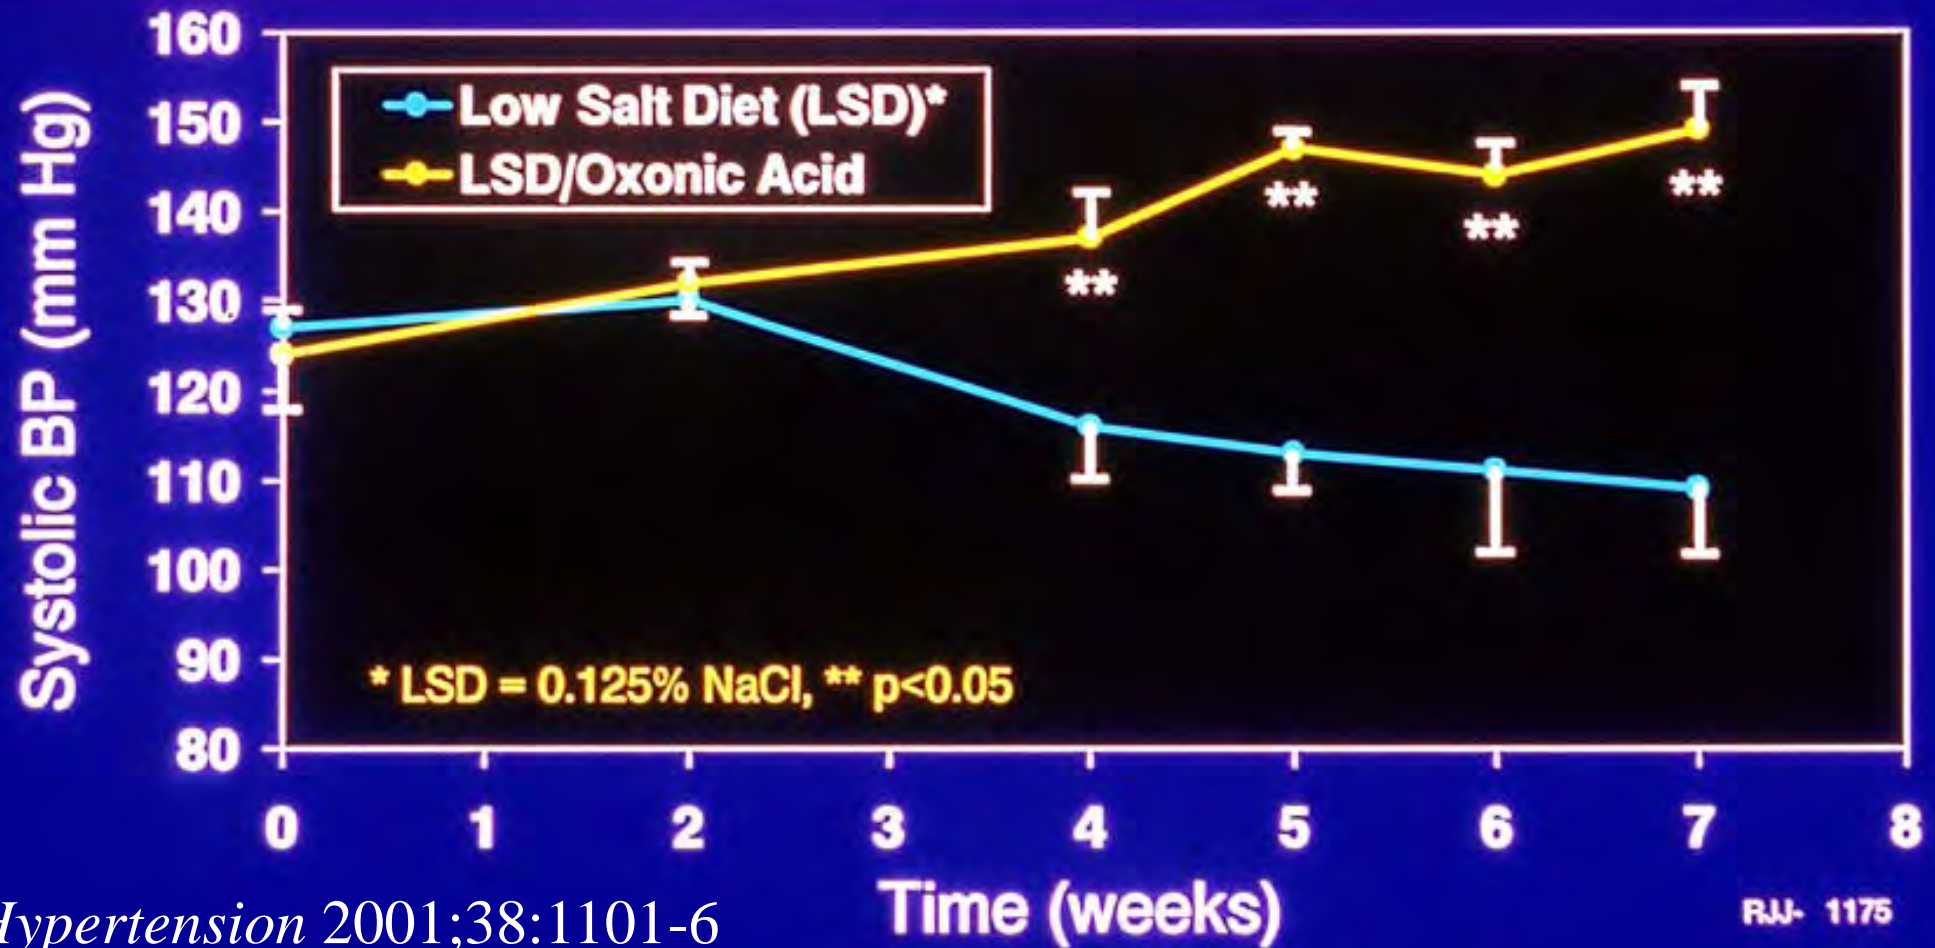 160
150
140
130
120
110
100
90
80
Systolic BP (mm Hg)
Low Salt Diet (LSD)*
LSD/Oxonic Acid
**
**
**
**
* LSD = 0.125% NaCl, ** p<0.05
0 1 2 3 4 5 6 7 8
Time (weeks)
Hypertension 2001;38:1101-6
RJJ- 1175